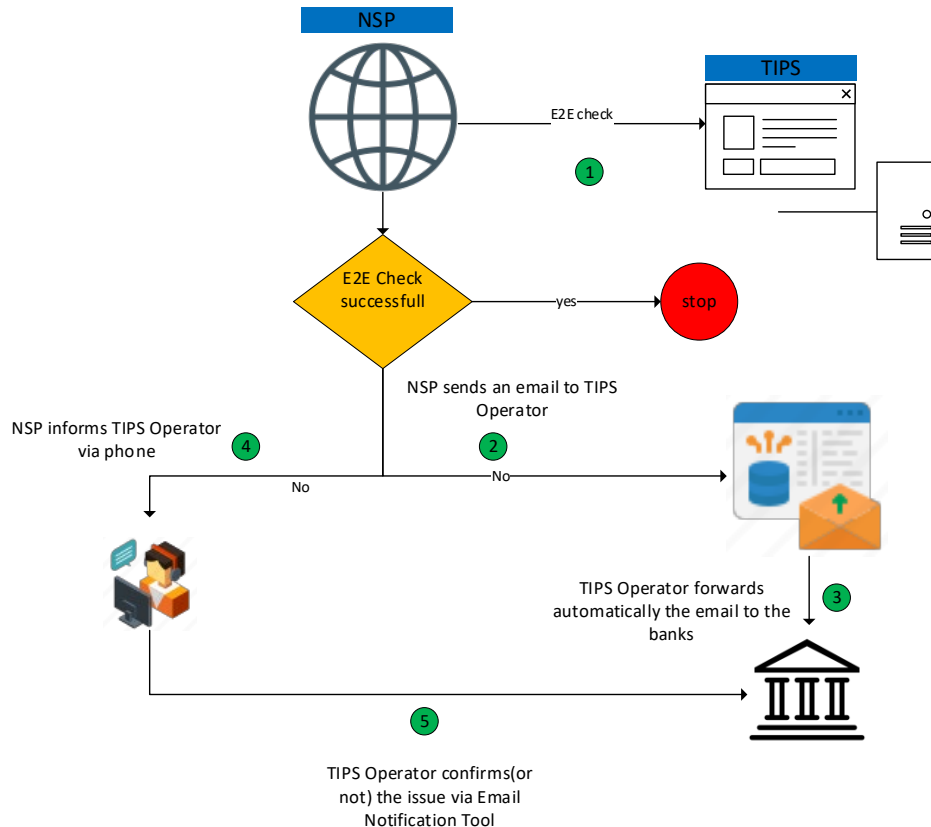 NSP
TIPS
E2E check
1
E2E Check
successfull
yes
stop
NSP sends an email to TIPS
Operator
NSP informs TIPS Operator
via phone
4
2
No
No
TIPS Operator forwards
automatically the email to the
banks
3
5
TIPS Operator confirms(or
not) the issue via Email
Notification Tool